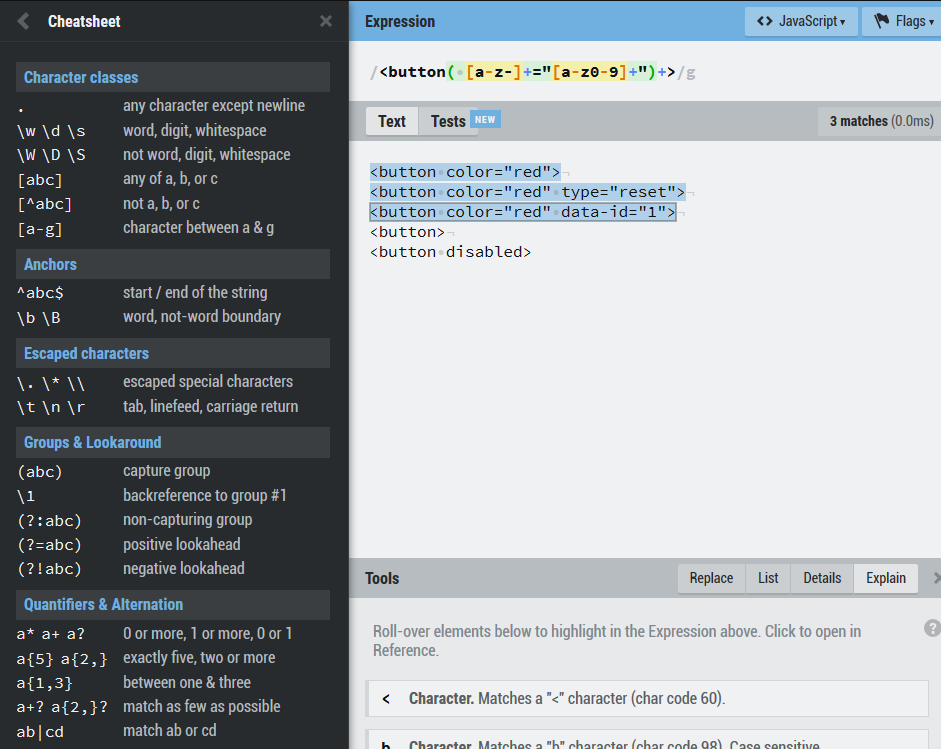 Cheatsheet
Character classes
. any character except newline
\w \d \s word, digit, whitespace
\W \D \S not word, digit, whitespace
[abc] any of a, b, or c
[^abc] not a, b, or c
[a-g] character between a & g
Anchors
^abc$ start / end of the string
\b \B word, not-word boundary
Escaped characters
\. \* \\ escaped special characters
\t \n \r tab, linefeed, carriage return
Groups & Lookaround
(abc) capture group
\1 backreference to group #1
(?:abc) non-capturing group
(?=abc) positive lookahead
(?!abc) negative lookahead
Quantifiers & Alternation
a* a+ a? 0 or more, 1 or more, 0 or 1
a{5} a{2,} exactly five, two or more
a{1,3} between one & three
a+? a{2,}? match as few as possible
ab|cd match ab or cd
Expression
<> JavaScript
Flags
/<button( [a-z-]+="[a-z0-9]+")+>/g
Text Tests NEW
3 matches (0.0ms)
<button color="red">
<button color="red" type="reset">
<button color="red" data-id="1">
<button>
<button disabled>
Tools
Replace List Details Explain
Roll-over elements below to highlight in the Expression above. Click to open in
Reference.
< Character. Matches a "<" character (char code 60).
b Character. Matches a "b" character (char code 98). Case sensitive.